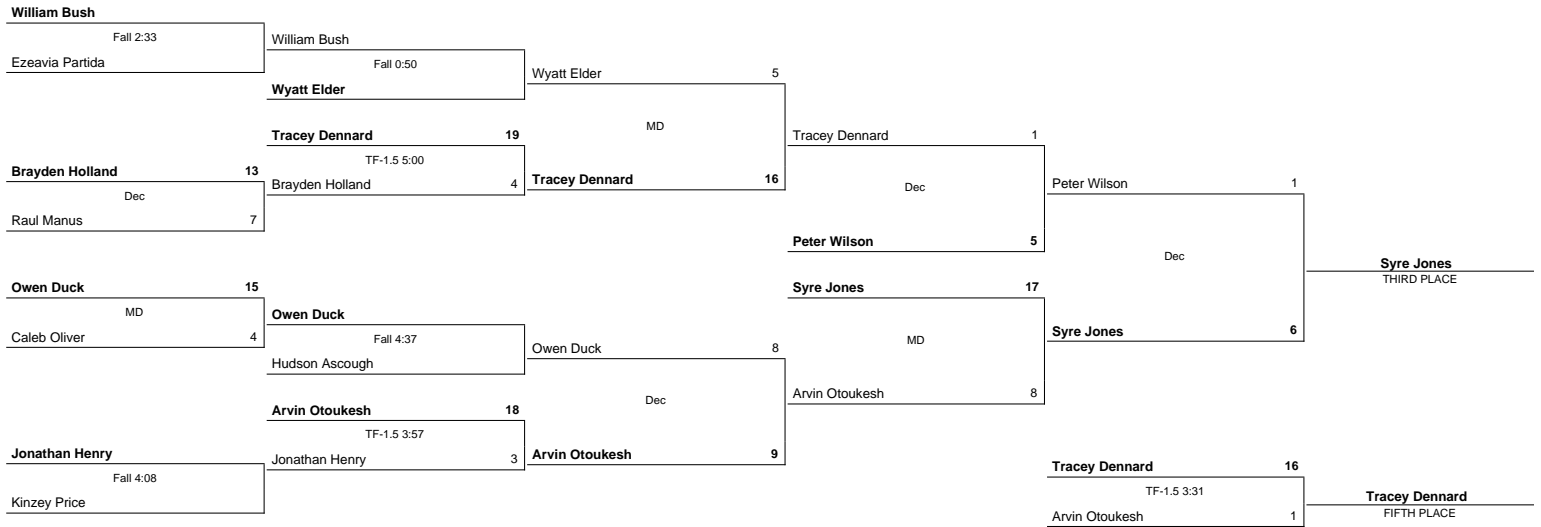 William Bush
Fall 2:33
Ezeavia Partida
Brayden Holland 13
Dec
Raul Manus 7
Owen Duck 15
MD
Caleb Oliver 4
Jonathan Henry
Fall 4:08
Kinzey Price
William Bush
Fall 0:50
Wyatt Elder
Tracey Dennard 19
TF-1.5 5:00
Brayden Holland 4
Owen Duck
Fall 4:37
Hudson Ascough
Arvin Otoukesh 18
TF-1.5 3:57
Jonathan Henry 3
Wyatt Elder 5
MD
Tracey Dennard 16
Owen Duck 8
Dec
Arvin Otoukesh 9
Tracey Dennard 1
Dec
Peter Wilson 5
Syre Jones 17
MD
Arvin Otoukesh 8
Peter Wilson 1
Dec
Syre Jones 6
Syre Jones
THIRD PLACE
Tracey Dennard 16
TF-1.5 3:31
Arvin Otoukesh 1
Tracey Dennard
FIFTH PLACE